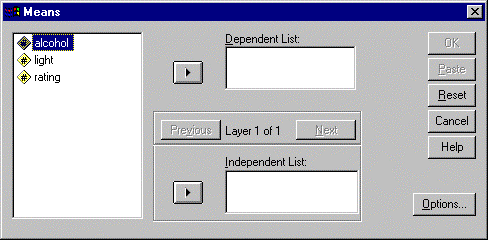 Means
alcohol
light
rating
Dependent List:
Previous
Layer 1 of 1
Next
Independent List:
OK
Paste
Reset
Cancel
Help
Options...